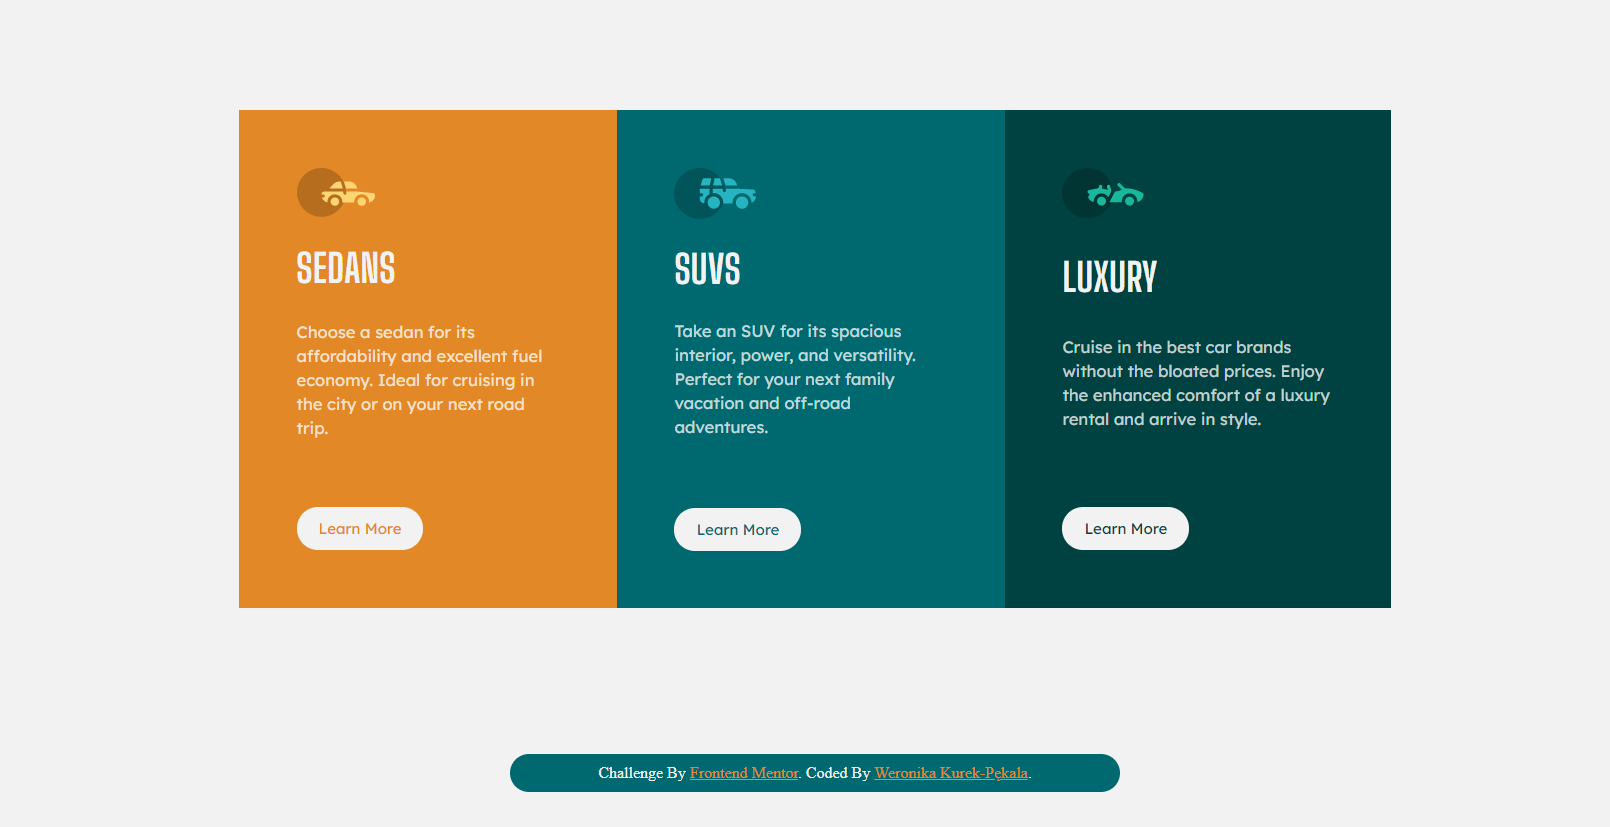 SEDANS
Choose a sedan for its
affordability and excellent fuel
economy. Ideal for cruising in
the city or on your next road
trip.
Learn More
SUVS
Take an SUV for its spacious
interior, power, and versatility.
Perfect for your next family
vacation and off-road
adventures.
Learn More
LUXURY
Cruise in the best car brands
without the bloated prices. Enjoy
the enhanced comfort of a luxury
rental and arrive in style.
Learn More
Challenge By Frontend Mentor. Coded By Weronika Kurek-Pękala.